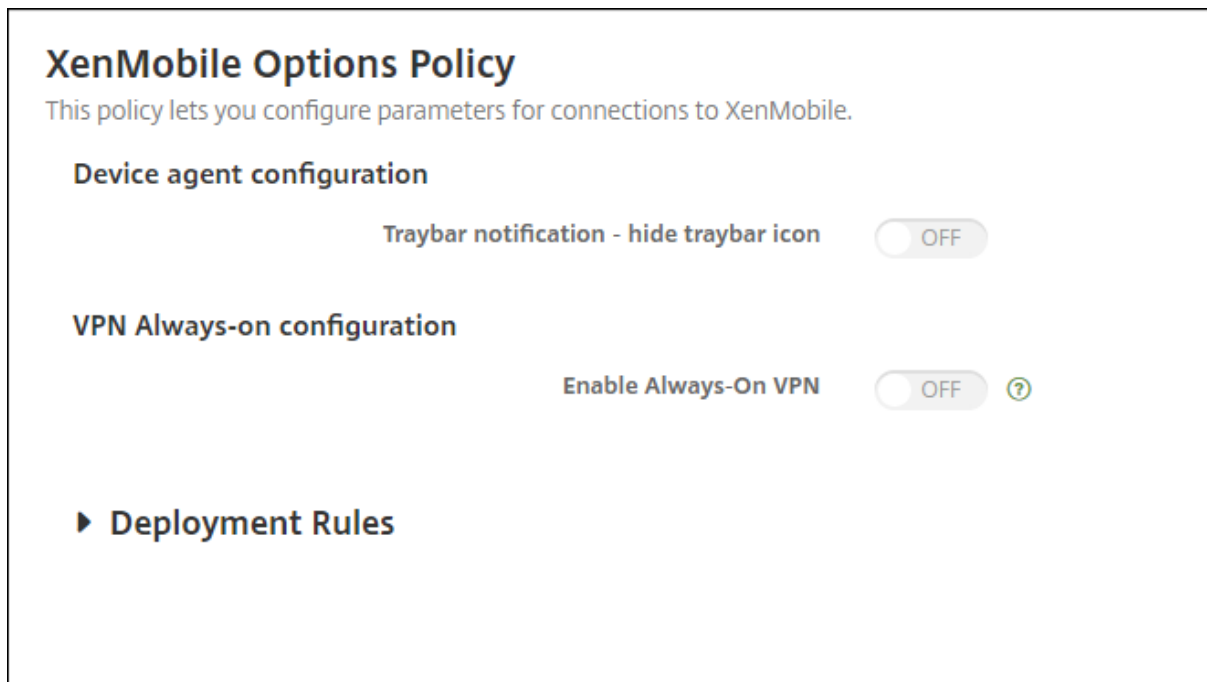 XenMobile Options Policy
This policy lets you configure parameters for connections to XenMobile.
Device agent configuration
Traybar notification - hide traybar icon OFF
VPN Always-on configuration
Enable Always-On VPN OFF ?
Deployment Rules